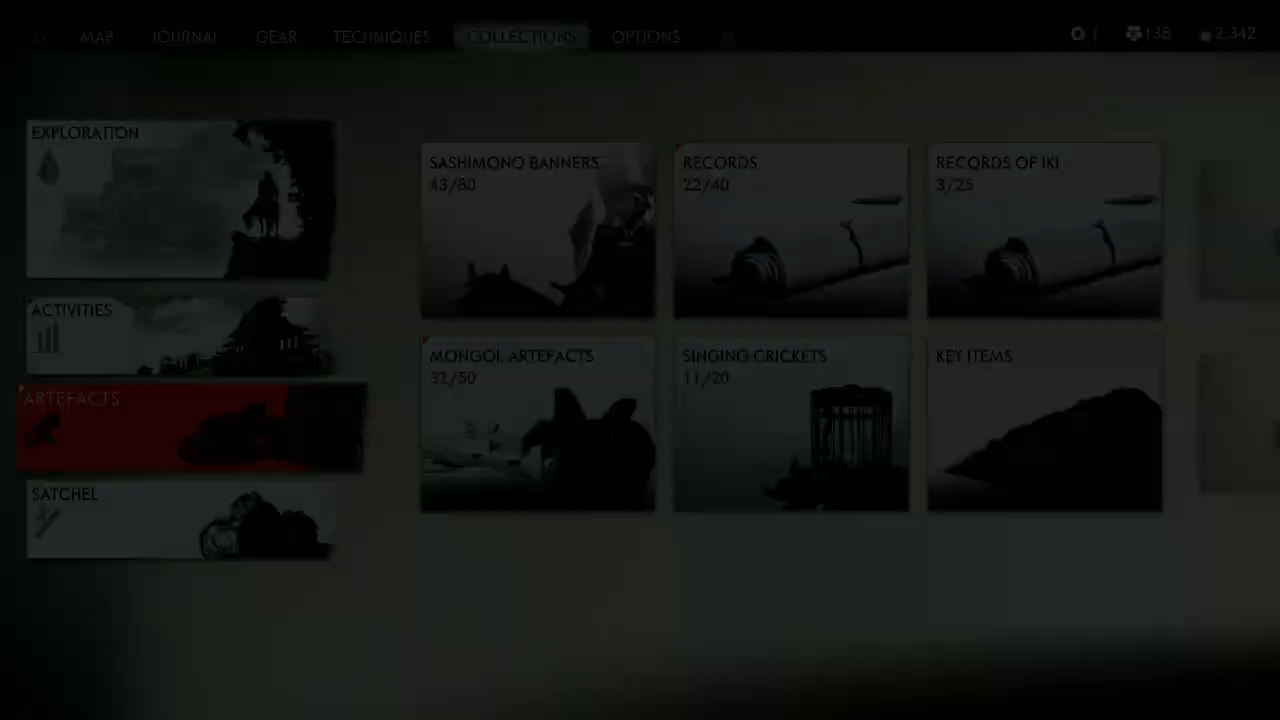 MAP JOURNAL GEAR TECHNIQUES COLLECTIONS OPTIONS 1 138 2,342
EXPLORATION
ACTIVITIES
ARTEFACTS
SATCHEL
SASHIMONO BANNERS
43/80
RECORDS
22/40
RECORDS OF IKI
3/25
MONGOL ARTEFACTS
SINGING CRICKETS
11/20
KEY ITEMS